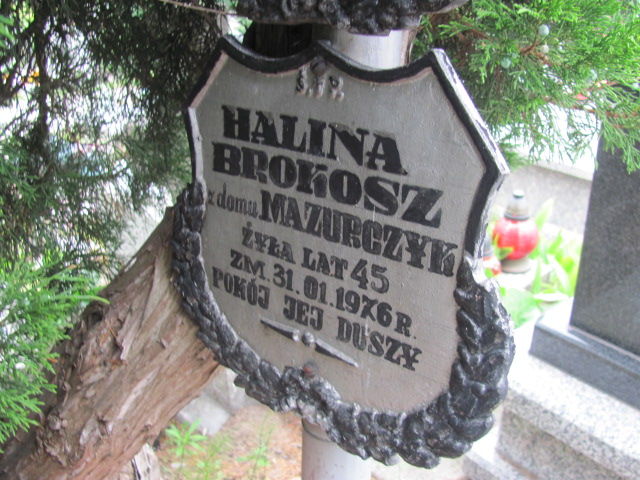 Ś.†P.
HALINA
BROKOSZ
z domu MAZURCZYK
ŻYŁA LAT 45
ZM. 31.01.1976 R.
POKÓJ JEJ DUSZY